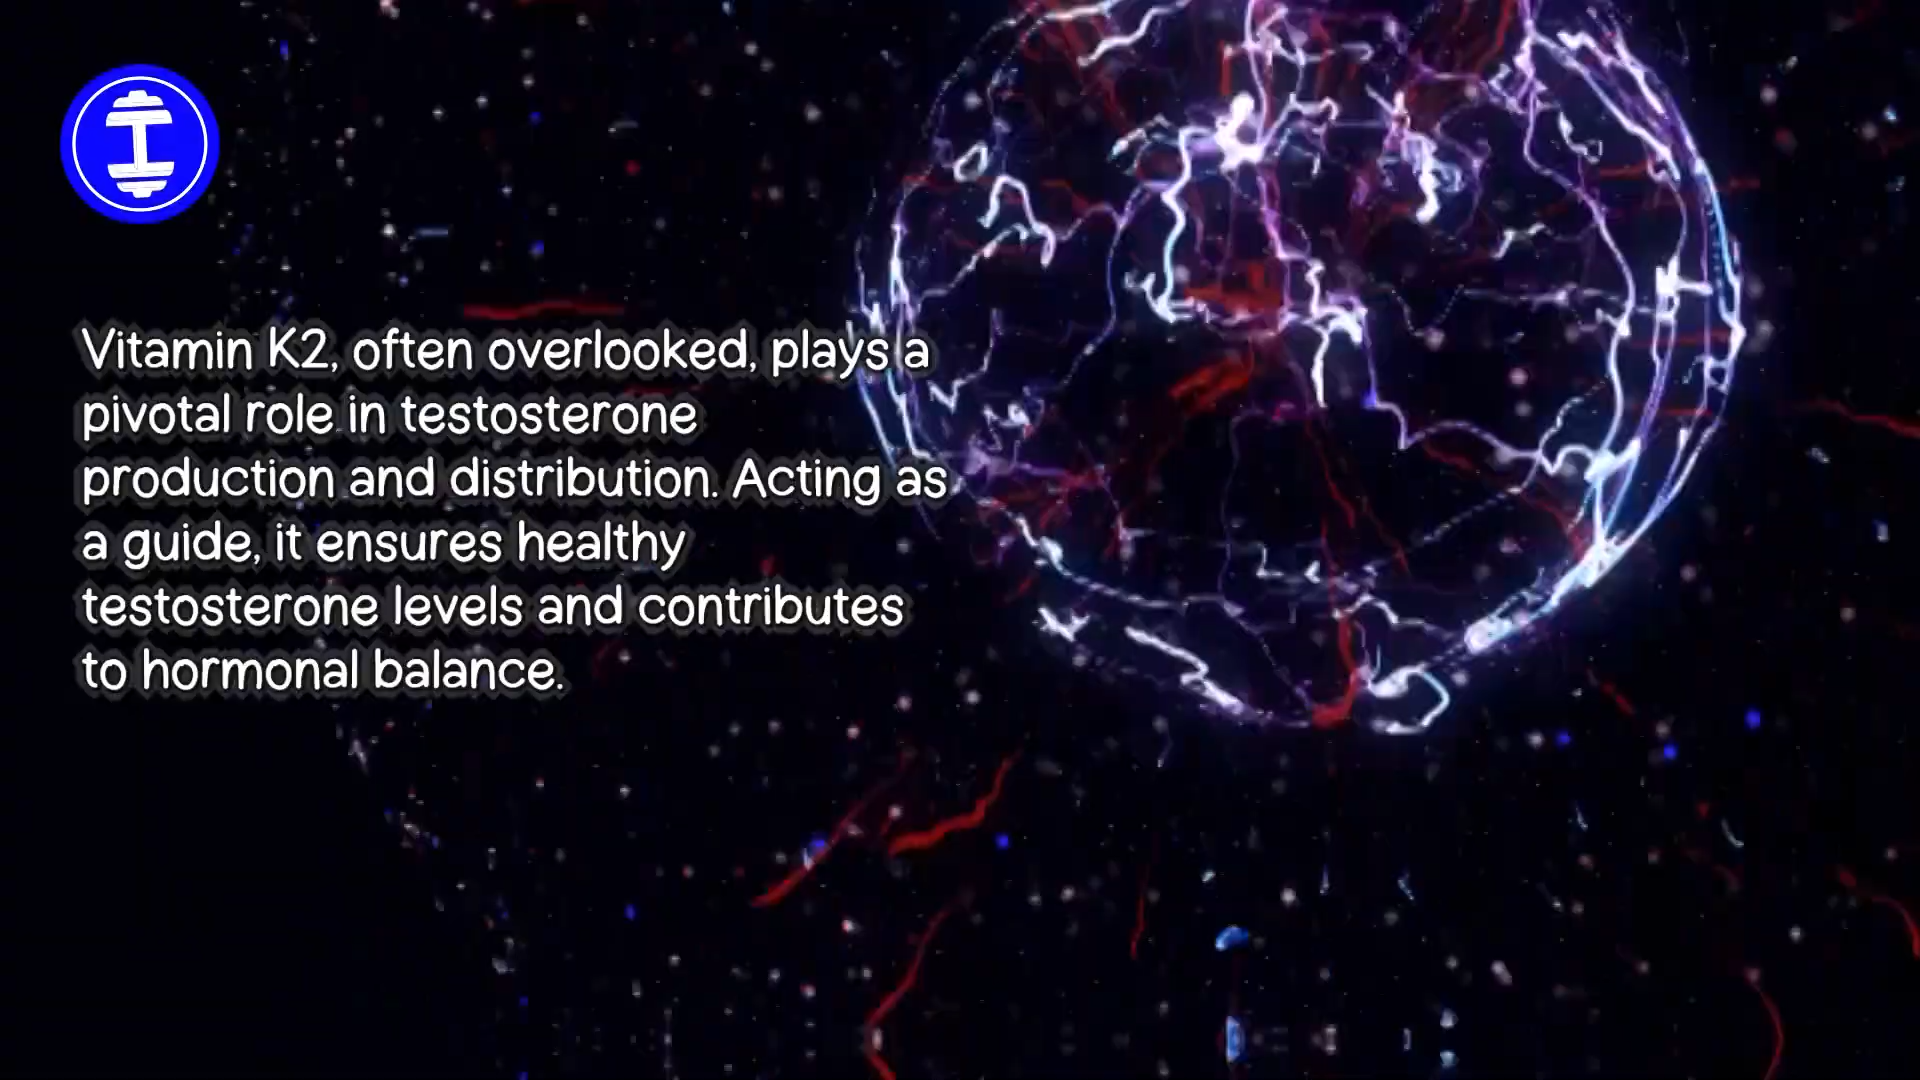 Vitamin K2, often overlooked, plays a
pivotal role in testosterone
production and distribution. Acting as
a guide, it ensures healthy
testosterone levels and contributes
to hormonal balance.